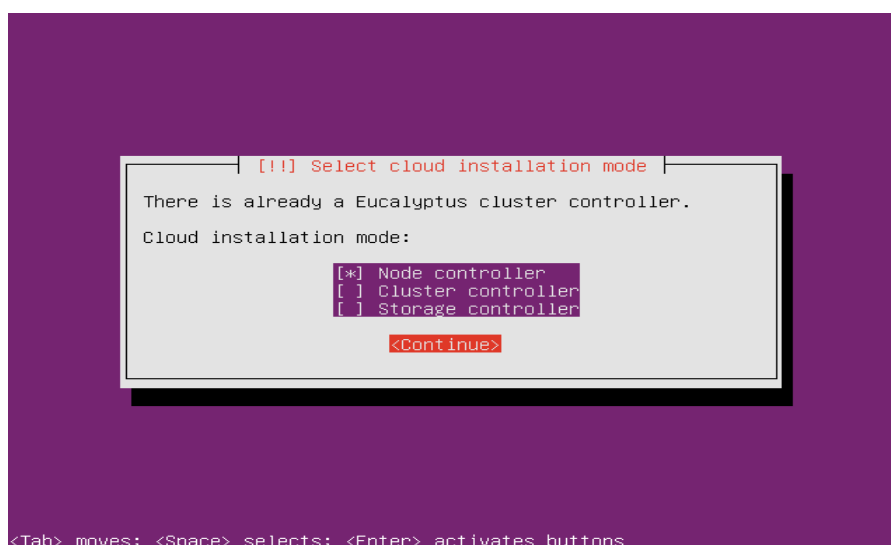 [!!] Select cloud installation mode
There is already a Eucalyptus cluster controller.
Cloud installation mode:
[*] Node controller
[ ] Cluster controller
[ ] Storage controller
<Continue>
<Tab> moves; <Space> selects; <Enter> activates buttons